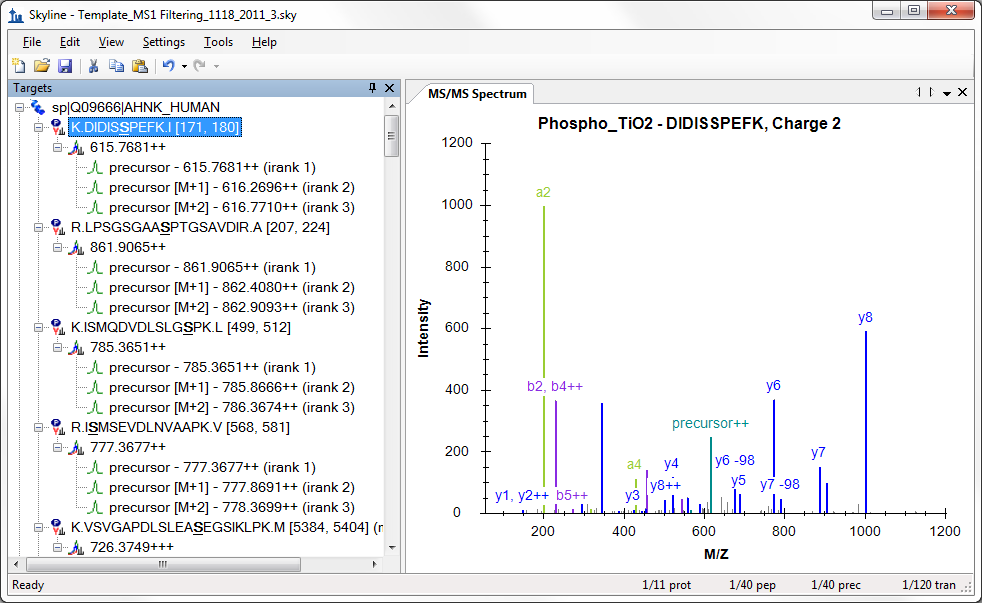 Skyline - Template_MS1 Filtering_1118_2011_3.sky
File Edit View Settings Tools Help
Targets
sp|Q09666|AHNK_HUMAN
K.DIDISSPEFK.I [171, 180]
615.7681++
precursor - 615.7681++ (irank 1)
precursor [M+1] - 616.2696++ (irank 2)
precursor [M+2] - 616.7710++ (irank 3)
R.LPSGSGAASPTGSAVDIR.A [207, 224]
861.9065++
precursor - 861.9065++ (irank 1)
precursor [M+1] - 862.4080++ (irank 2)
precursor [M+2] - 862.9093++ (irank 3)
K.ISMQDVDLSLGSPK.L [499, 512]
785.3651++
precursor - 785.3651++ (irank 1)
precursor [M+1] - 785.8666++ (irank 2)
precursor [M+2] - 786.3674++ (irank 3)
R.ISMSEVDLNVAAPK.V [568, 581]
777.3677++
precursor - 777.3677++ (irank 1)
precursor [M+1] - 777.8691++ (irank 2)
precursor [M+2] - 778.3699++ (irank 3)
K.VSVGAPDLSLEASEGSIKLPK.M [5384, 5404] (r
726.3749+++
MS/MS Spectrum
Phospho_TiO2 - DIDISSPEFK, Charge 2
Intensity
1200
1000
800
600
400
200
0
a2
y8
b2, b4++
y6
precursor++
a4
y4
y6 -98
y7
y1, y2++
b5++
y3
y8++
y5
y7 -98
200 400 600 800 1000 1200
M/Z
Ready
1/11 prot 1/40 pep 1/40 prec 1/120 tran